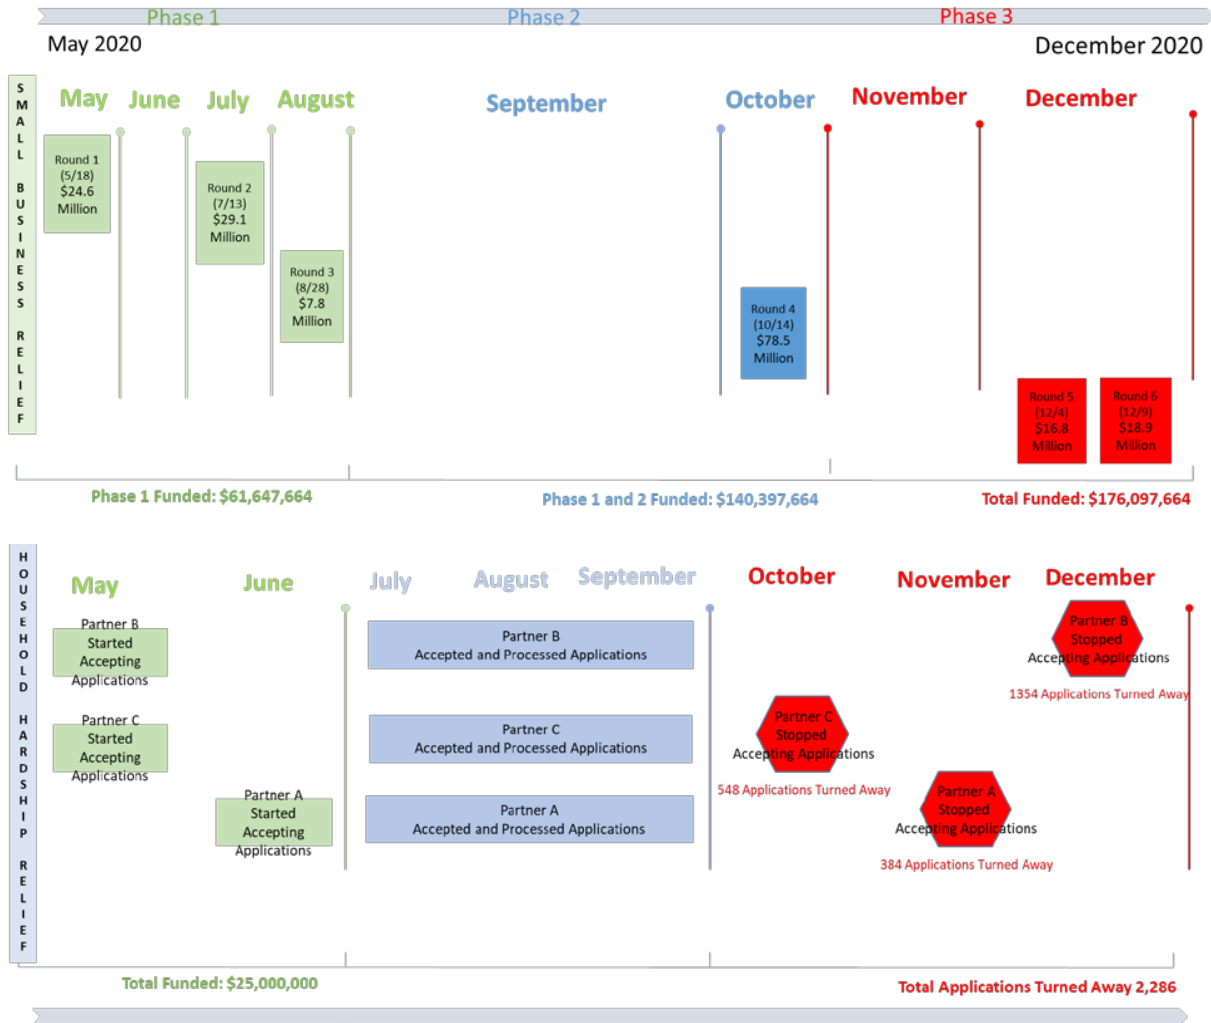 Phase 1
Phase 2
Phase 3
May 2020
December 2020
SMALL BUSINESS RELIEF
May
June
July
August
September
October
November
December
Round 1
(5/18)
$24.6
Million
Round 2
(7/13)
$29.1
Million
Round 3
(8/28)
$7.8
Million
Round 4
(10/14)
$78.5
Million
Round 5
(12/4)
$16.8
Million
Round 6
(12/9)
$18.9
Million
Phase 1 Funded: $61,647,664
Phase 1 and 2 Funded: $140,397,664
Total Funded: $176,097,664
HOUSEHOLD HARDSHIP RELIEF
May
June
July
August
September
October
November
December
Partner B
Started
Accepting
Applications
Partner B
Accepted and Processed Applications
Partner B
Stopped
Accepting Applications
1354 Applications Turned Away
Partner C
Started
Accepting
Applications
Partner C
Accepted and Processed Applications
Partner C
Stopped
Accepting Applications
548 Applications Turned Away
Partner A
Started
Accepting
Applications
Partner A
Accepted and Processed Applications
Partner A
Stopped
Accepting Applications
384 Applications Turned Away
Total Funded: $25,000,000
Total Applications Turned Away 2,286